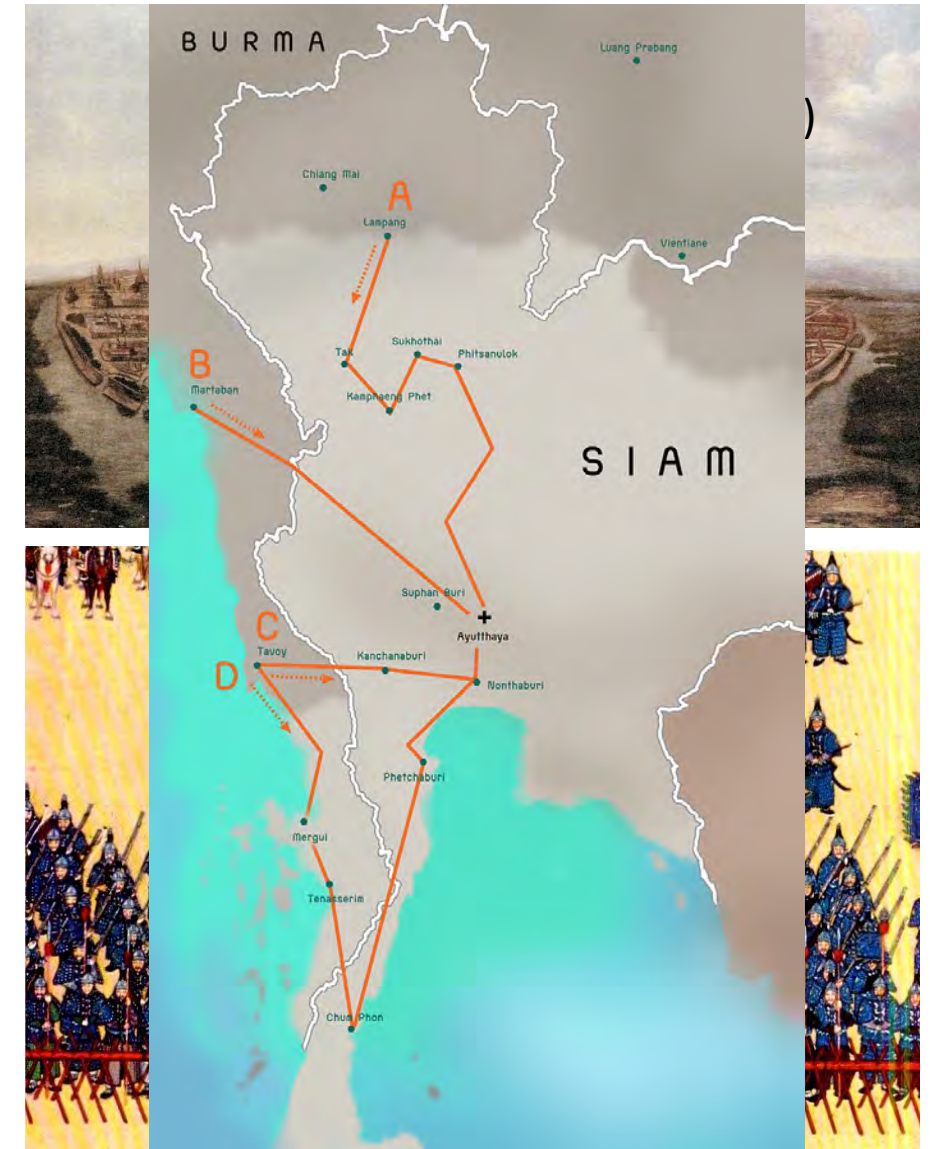 BURMA
Luang Prabang
)
Chiang Mai
A
Lampang
Vientiane
Sukhothai
Tak
Phitsanulok
B
Martaban
Kamphaeng Phet
SIAM
Suphan Buri
+
Ayutthaya
C
Tavoy
Kanchanaburi
D
Nonthaburi
Phetchaburi
Mergui
Tenasserim
Chum Phon